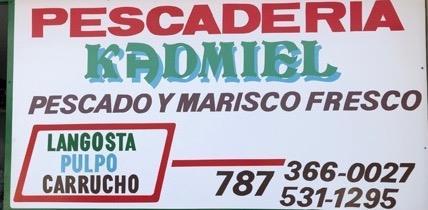 PESCADERIA
KADMIEL
PESCADO Y MARISCO FRESCO
LANGOSTA
PULPO
CARRUCHO
787 366-0027
531-1295